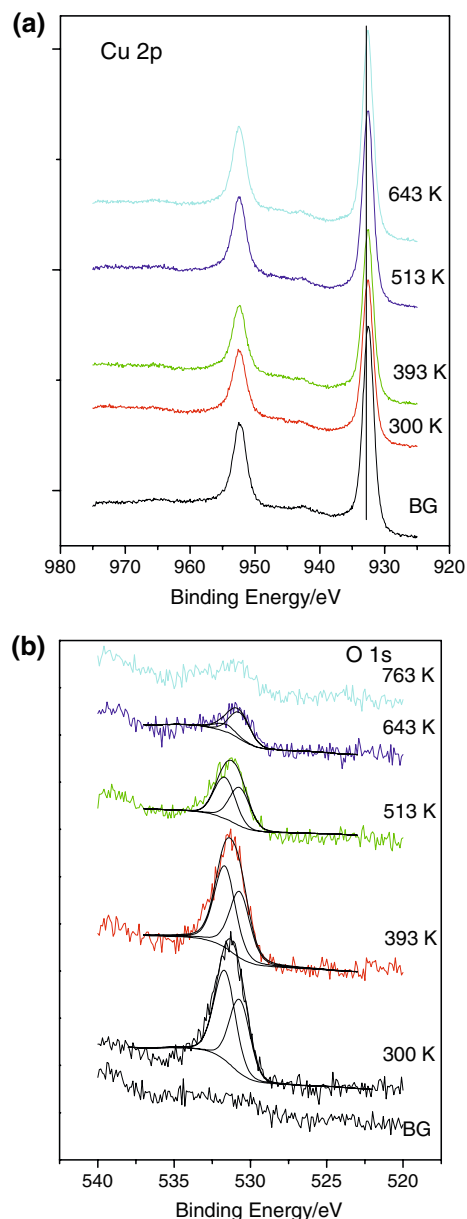 (a)
Cu 2p
643 K
513 K
393 K
300 K
BG
980 970 960 950 940 930 920
Binding Energy/eV
(b)
O 1s
763 K
643 K
513 K
393 K
300 K
BG
540 535 530 525 520
Binding Energy/eV